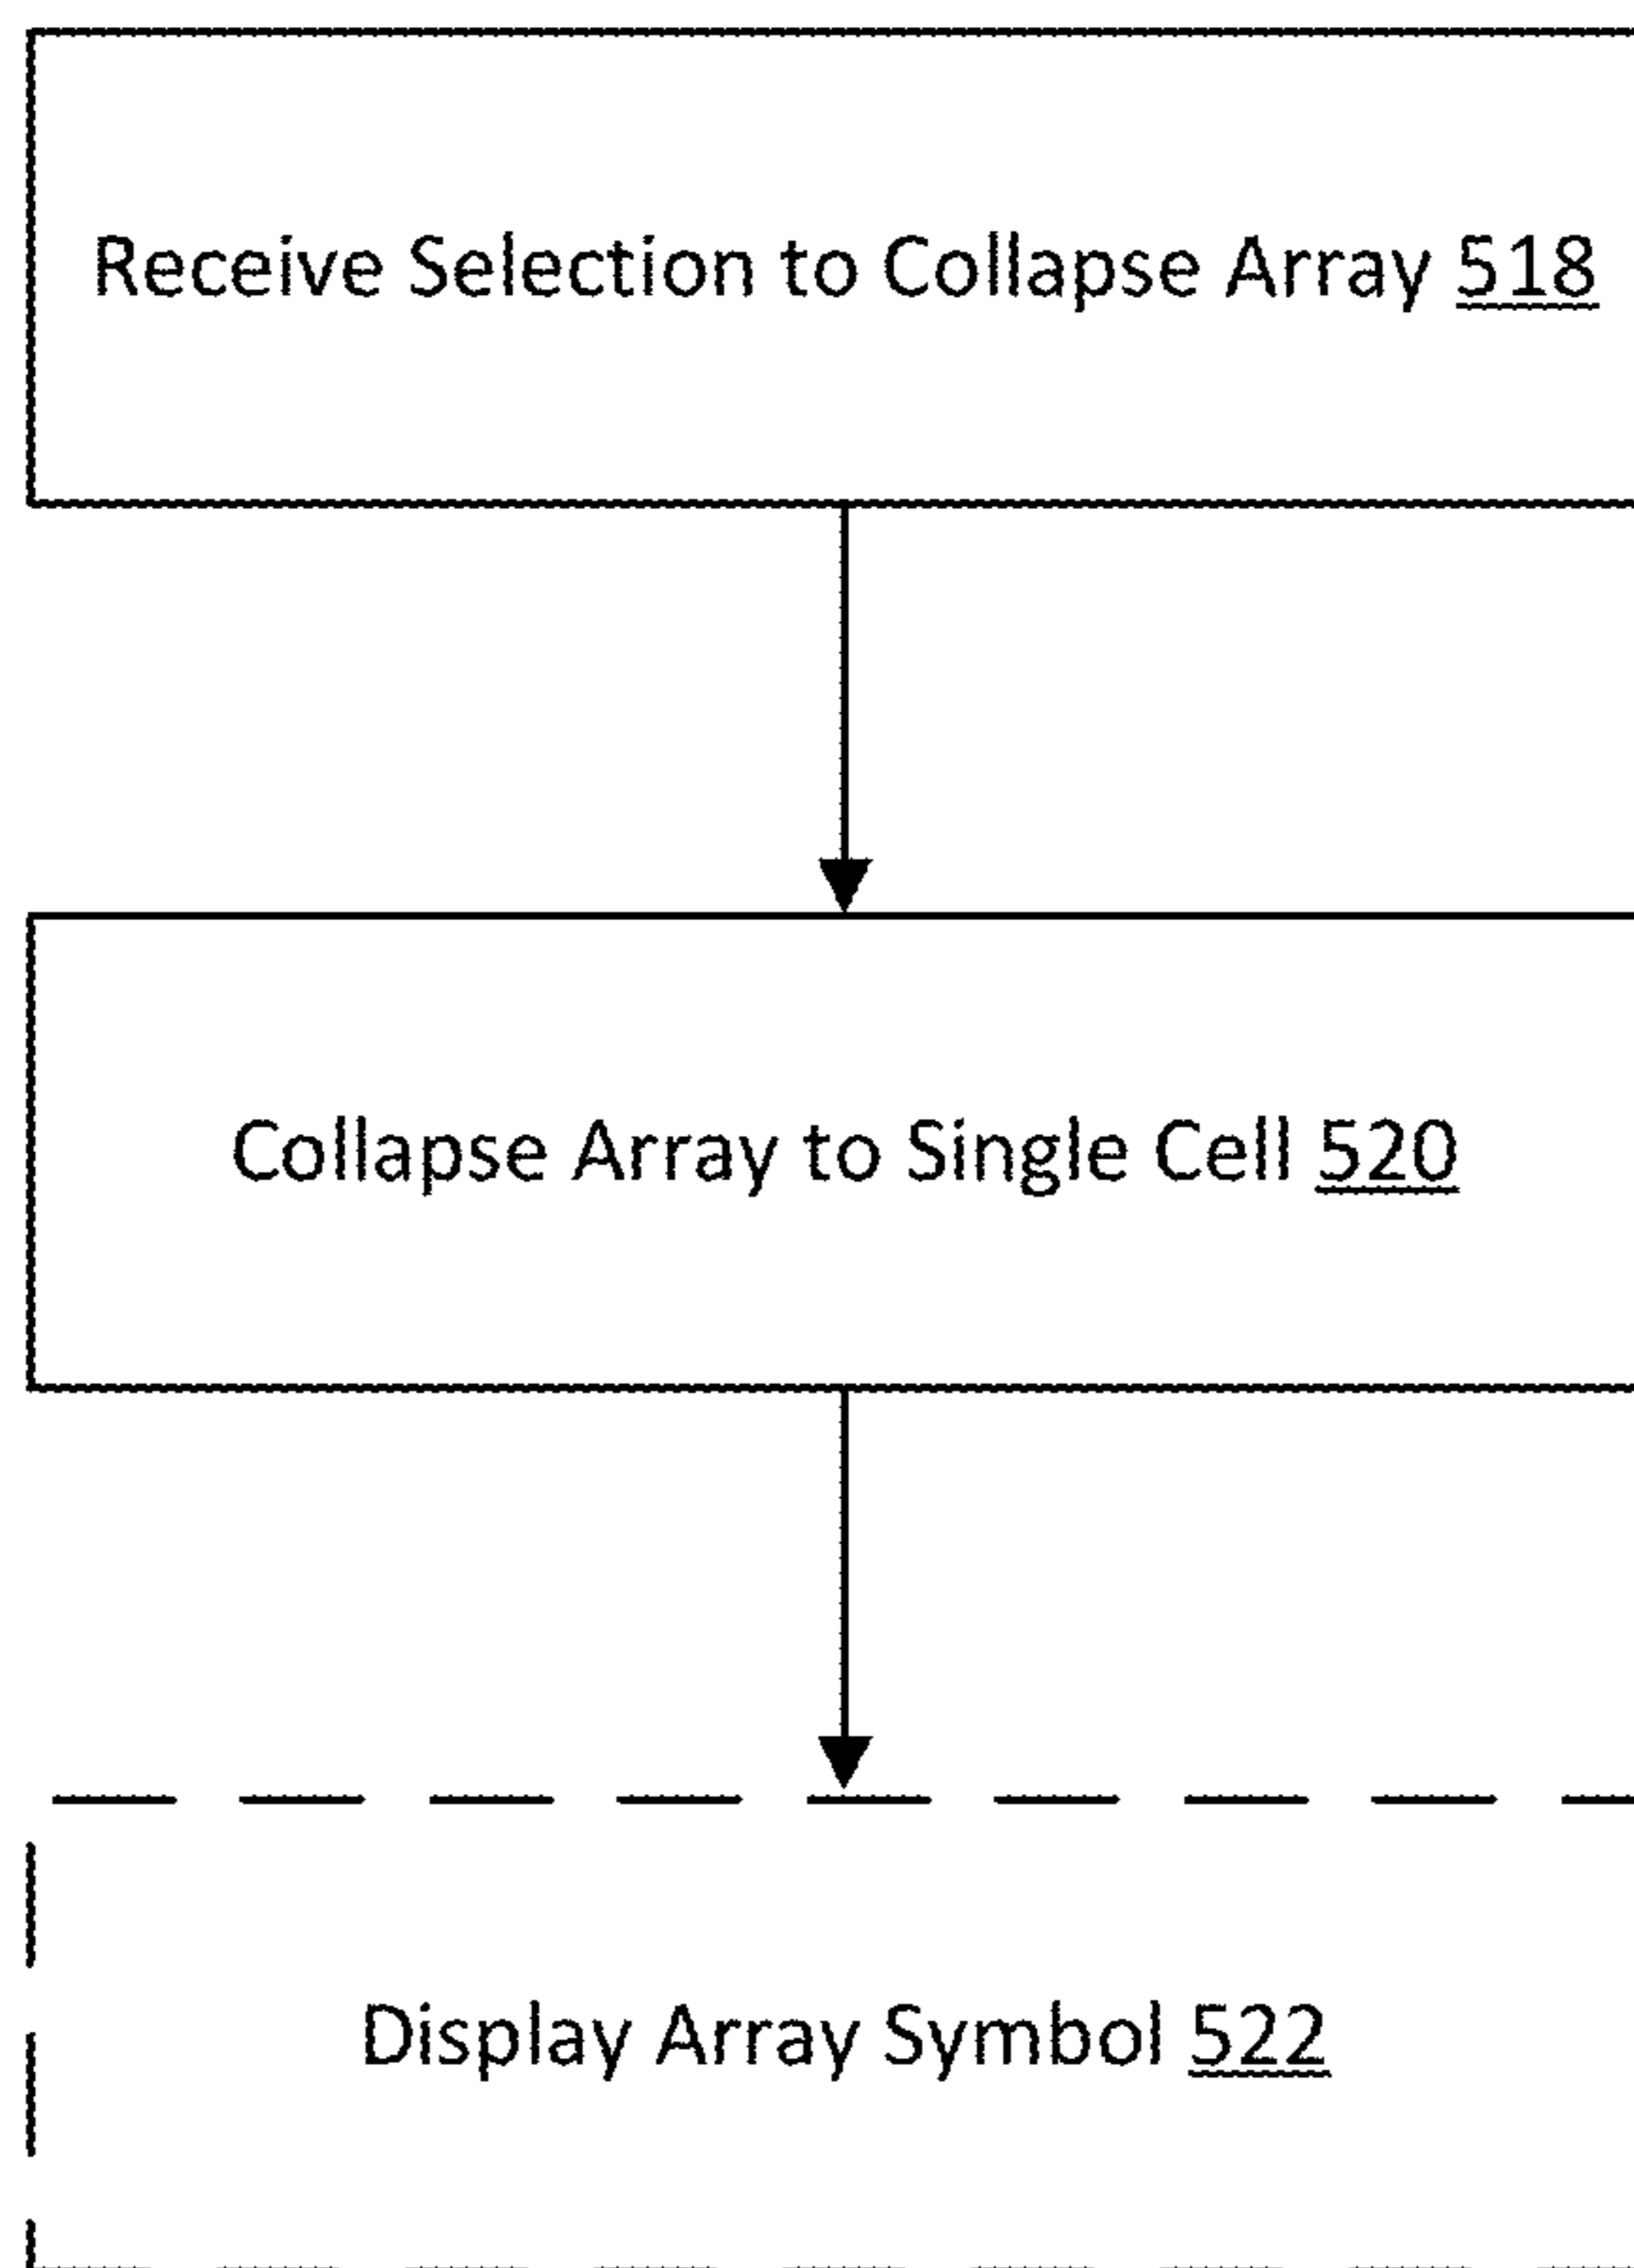 Receive Selection to Collapse Array 518
Collapse Array to Single Cell 520
Display Array Symbol 522